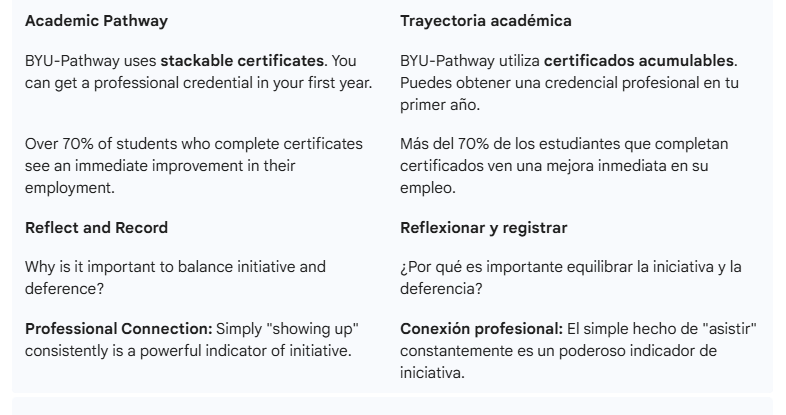 Academic Pathway
Trayectoria académica
BYU-Pathway uses stackable certificates. You
can get a professional credential in your first year.
BYU-Pathway utiliza certificados acumulables.
Puedes obtener una credencial profesional en tu
primer año.
Over 70% of students who complete certificates
see an immediate improvement in their
employment.
Más del 70% de los estudiantes que completan
certificados ven una mejora inmediata en su
empleo.
Reflect and Record
Reflexionar y registrar
Why is it important to balance initiative and
deference?
¿Por qué es importante equilibrar la iniciativa y la
deferencia?
Professional Connection: Simply "showing up"
consistently is a powerful indicator of initiative.
Conexión profesional: El simple hecho de "asistir"
constantemente es un poderoso indicador de
iniciativa.